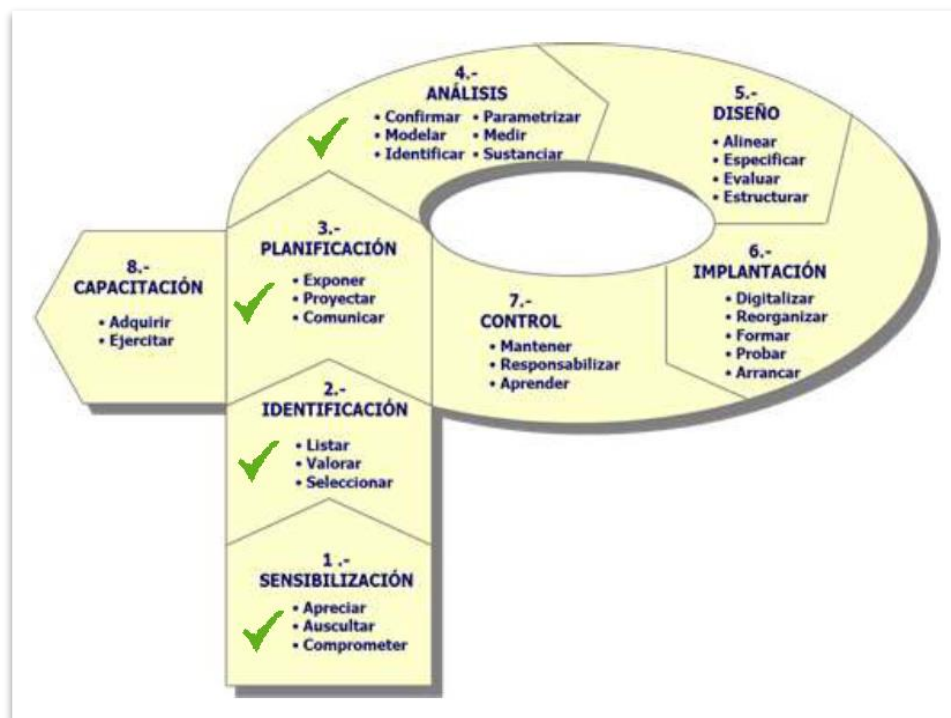 4.-
ANÁLISIS
• Confirmar • Parametrizar
• Modelar • Medir
• Identificar • Sustanciar
5.-
DISEÑO
• Alinear
• Especificar
• Evaluar
• Estructurar
3.-
PLANIFICACIÓN
• Exponer
• Proyectar
• Comunicar
8.-
CAPACITACIÓN
• Adquirir
• Ejercitar
6.-
IMPLANTACIÓN
• Digitalizar
• Reorganizar
• Formar
• Probar
• Arrancar
7.-
CONTROL
• Mantener
• Responsabilizar
• Aprender
2.-
IDENTIFICACIÓN
• Listar
• Valorar
• Seleccionar
1 .-
SENSIBILIZACIÓN
• Apreciar
• Auscultar
• Comprometer